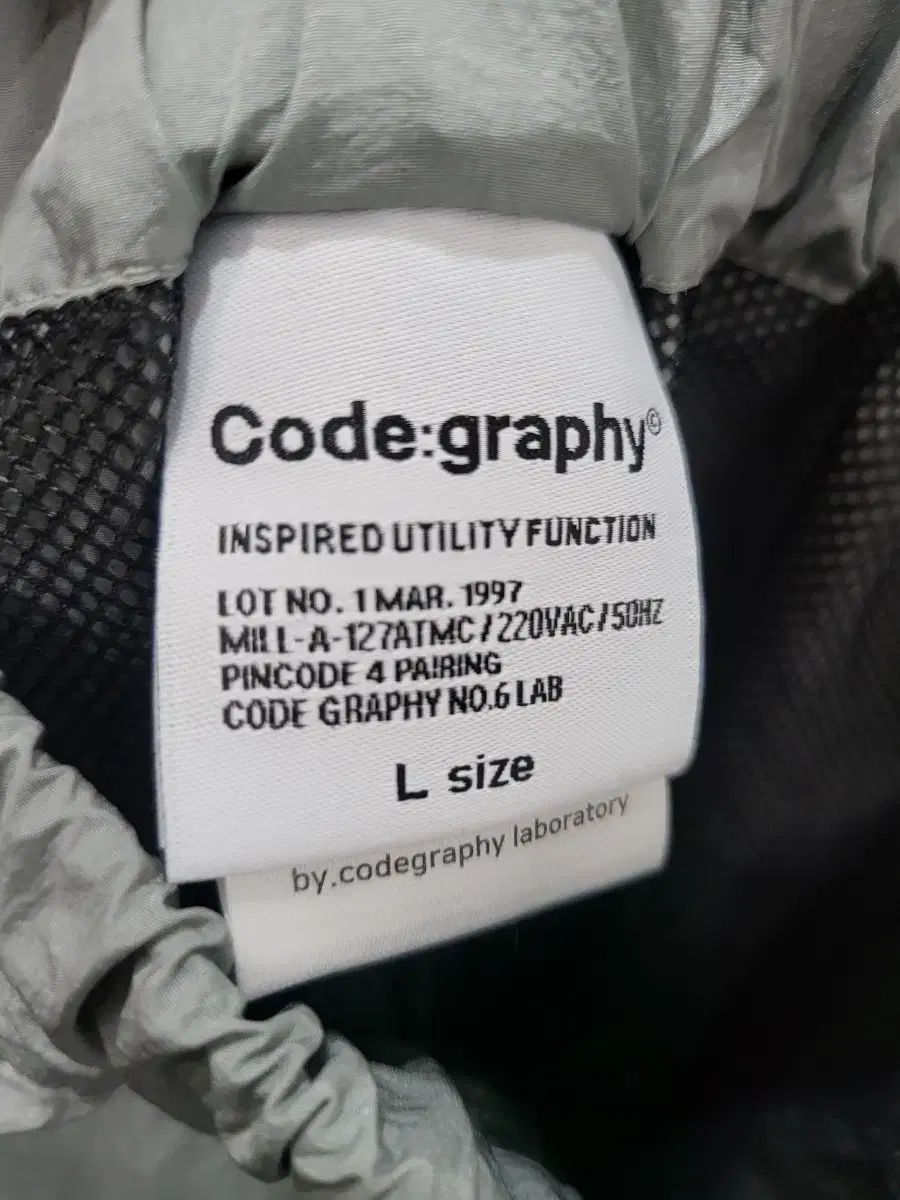 Code:graphy©
INSPIRED UTILITY FUNCTION
LOT NO. 1 MAR. 1997
MILL-A-127ATMC / 220VAC / 50HZ
PINCODE 4 PAIRING
CODE GRAPHY NO.6 LAB
L size
by.codegraphy laboratory